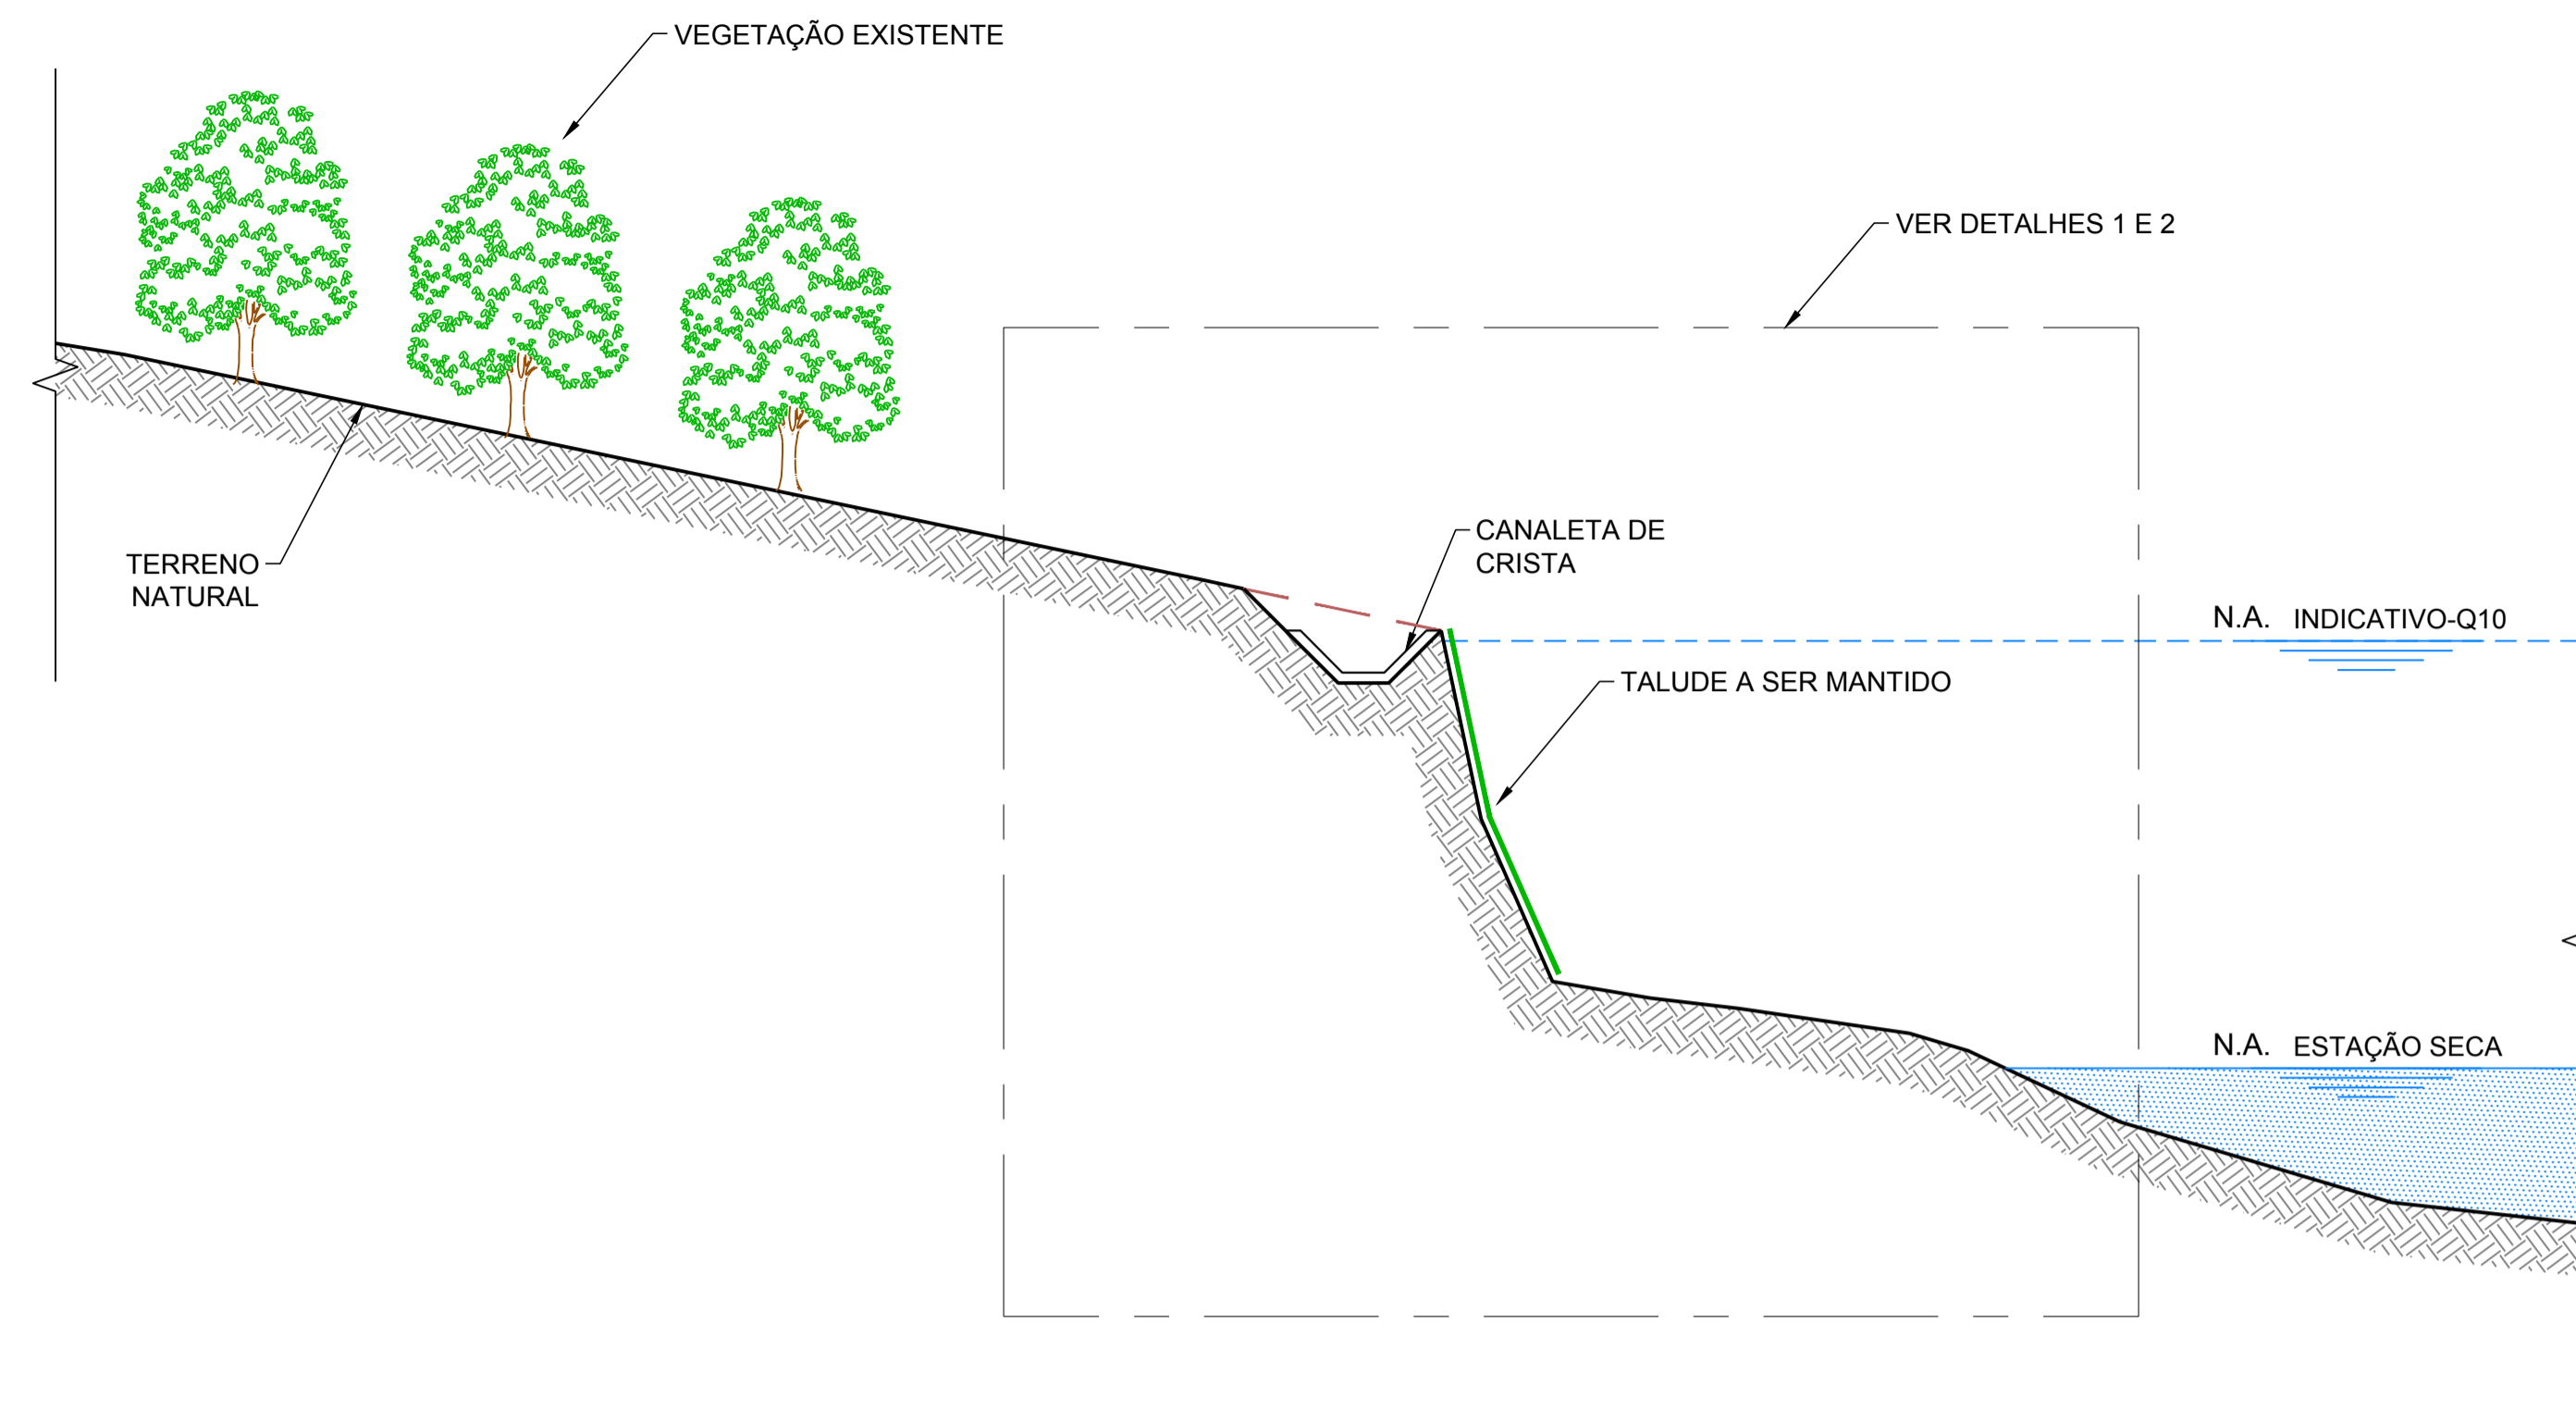 VEGETAÇÃO EXISTENTE
VER DETALHES 1 E 2
CANALETA DE
CRISTA
TERRENO
NATURAL
N.A. INDICATIVO-Q10
TALUDE A SER MANTIDO
N.A. ESTAÇÃO SECA